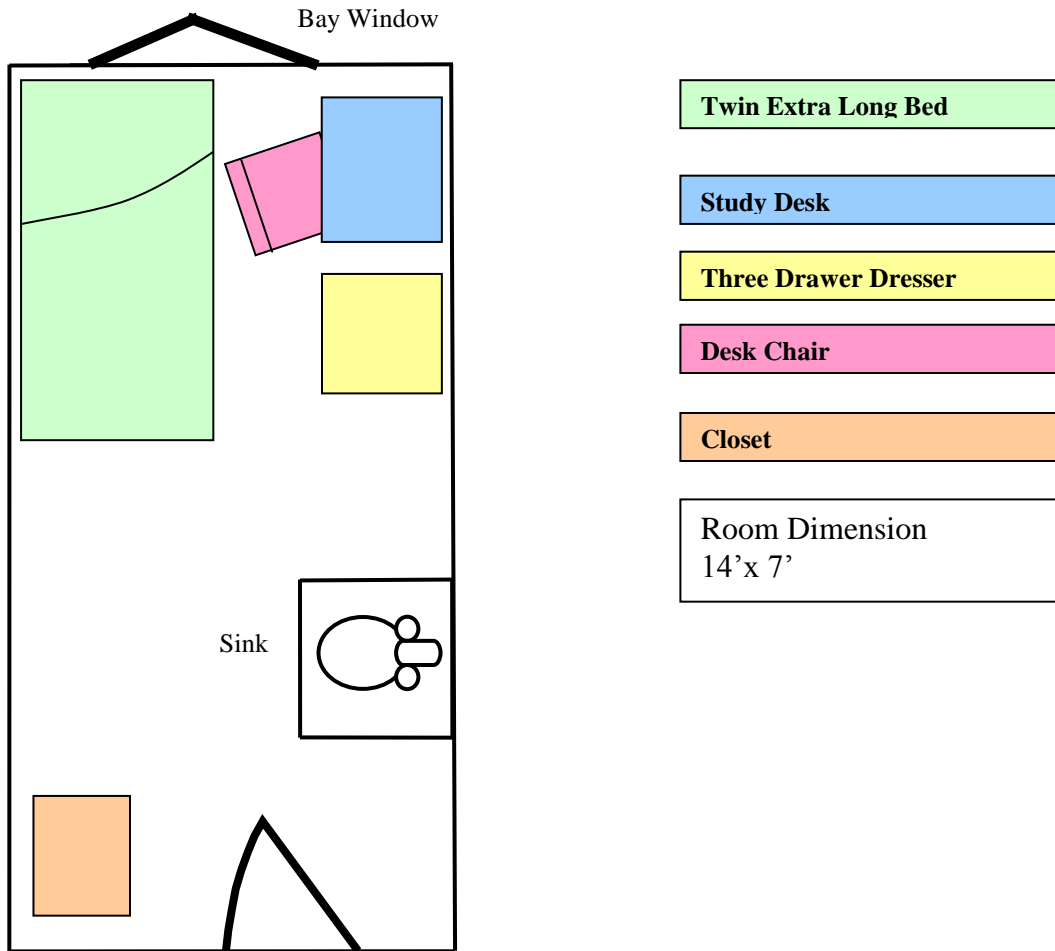 Bay Window
Twin Extra Long Bed
Study Desk
Three Drawer Dresser
Desk Chair
Closet
Room Dimension
14’x 7’
Sink